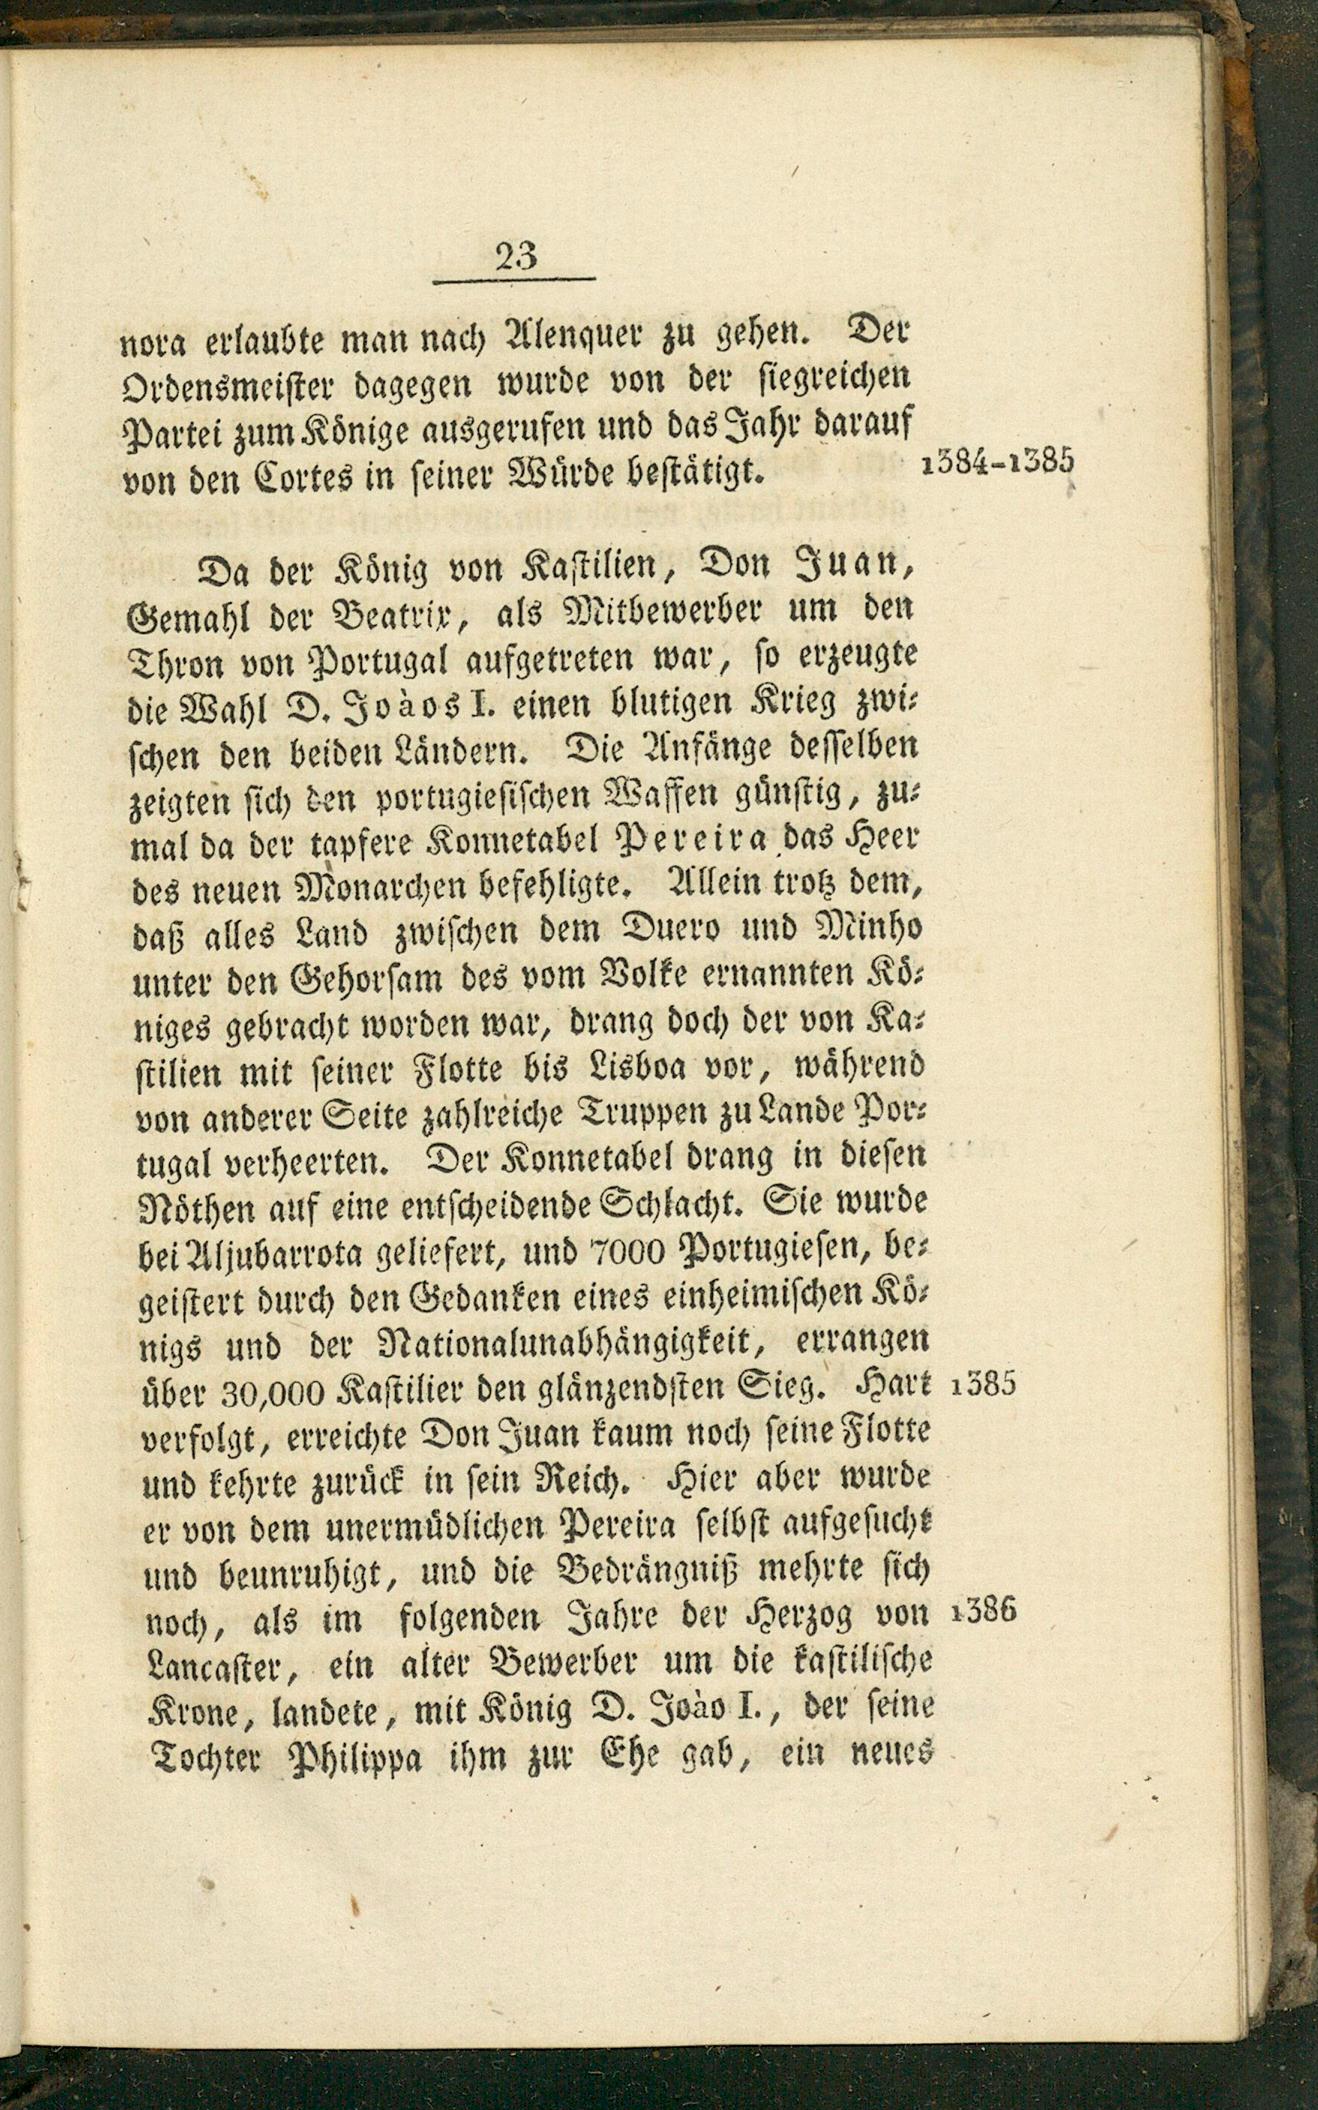 23
nora erlaubte man nach Alenquer zu gehen. Der
Ordensmeister dagegen wurde von der siegreichen
Partei zum Könige ausgerufen und das Jahr darauf
von den Cortes in seiner Würde bestätigt. 1384-1385
Da der König von Kastilien, Don Juan,
Gemahl der Beatrix, als Mitbewerber um den
Thron von Portugal aufgetreten war, so erzeugte
die Wahl D. Joàos I. einen blutigen Krieg zwi-
schen den beiden Ländern. Die Anfänge desselben
zeigten sich den portugiesischen Waffen günstig, zu-
mal da der tapfere Konnetabel Pereira das Heer
des neuen Monarchen befehligte. Allein trotz dem,
daß alles Land zwischen dem Duero und Minho
unter den Gehorsam des vom Volke ernannten Kö-
niges gebracht worden war, drang doch der von Ka-
stilien mit seiner Flotte bis Lisboa vor, während
von anderer Seite zahlreiche Truppen zu Lande Por-
tugal verheerten. Der Konnetabel drang in diesen
Nöthen auf eine entscheidende Schlacht. Sie wurde
bei Aljubarrota geliefert, und 7000 Portugiesen, be-
geistert durch den Gedanken eines einheimischen Kö-
nigs und der Nationalunabhängigkeit, errangen
über 30,000 Kastilier den glänzendsten Sieg. Hart 1385
verfolgt, erreichte Don Juan kaum noch seine Flotte
und kehrte zurück in sein Reich. Hier aber wurde
er von dem unermüdlichen Pereira selbst aufgesucht
und beunruhigt, und die Bedrängniß mehrte sich
noch, als im folgenden Jahre der Herzog von 1386
Lancaster, ein alter Bewerber um die kastilische
Krone, landete, mit König D. Joào I., der seine
Tochter Philippa ihm zur Ehe gab, ein neues